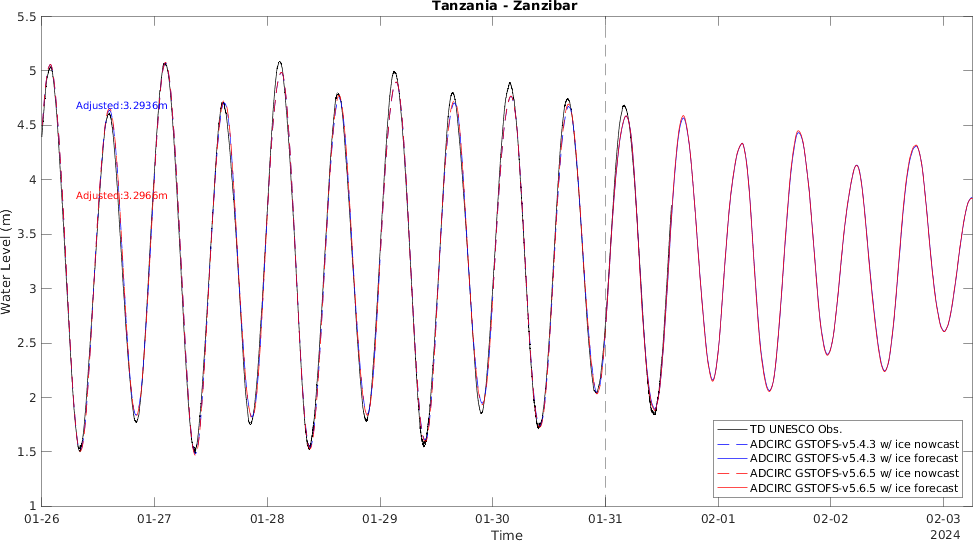 Tanzania - Zanzibar
5.5
5
4.5
4
3.5
3
2.5
2
1.5
1
Water Level (m)
Adjusted:3.2936m
Adjusted:3.2966m
TD UNESCO Obs.
ADCIRC GSTOFS-v5.4.3 w/ ice nowcast
ADCIRC GSTOFS-v5.4.3 w/ ice forecast
ADCIRC GSTOFS-v5.6.5 w/ ice nowcast
ADCIRC GSTOFS-v5.6.5 w/ ice forecast
01-26 01-27 01-28 01-29 01-30 01-31 02-01 02-02 02-03
Time
2024